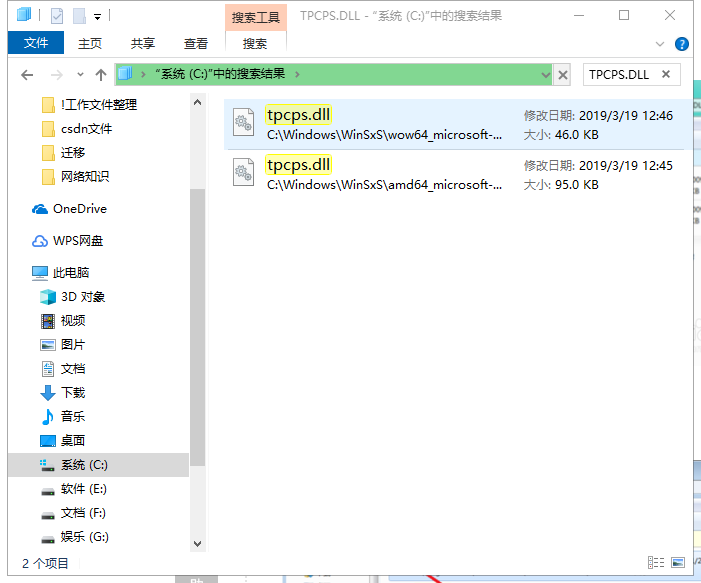 搜索工具
TPCPS.DLL - "系统 (C:)"中的搜索结果
文件
主页
共享
查看
搜索
"系统 (C:)"中的搜索结果
TPCPS.DLL
!工作文件整理
csdn文件
迁移
网络知识
OneDrive
WPS网盘
此电脑
3D 对象
视频
图片
文档
下载
音乐
桌面
系统 (C:)
软件 (E:)
文档 (F:)
娱乐 (G:)
tpcps.dll
C:\Windows\WinSxS\wow64_microsoft-...
修改日期: 2019/3/19 12:46
大小: 46.0 KB
tpcps.dll
C:\Windows\WinSxS\amd64_microsoft-...
修改日期: 2019/3/19 12:45
大小: 95.0 KB
2 个项目